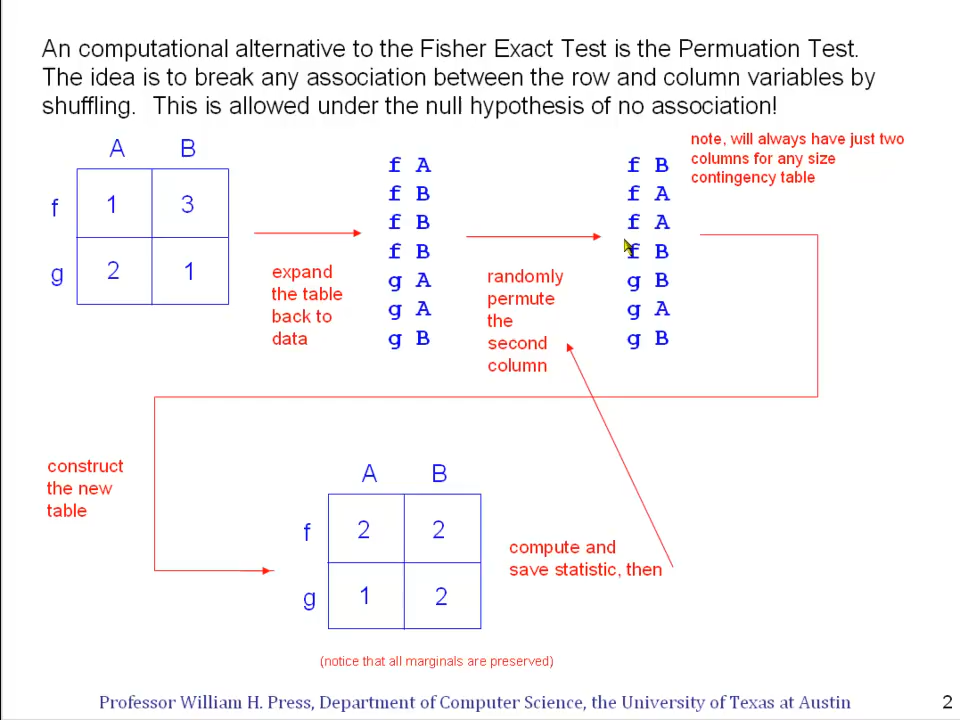 An computational alternative to the Fisher Exact Test is the Permuation Test.
The idea is to break any association between the row and column variables by
shuffling. This is allowed under the null hypothesis of no association!
note, will always have just two
columns for any size
contingency table
A B
f 1 3
g 2 1
expand
the table
back to
data
f A
f B
f B
f B
g A
g A
g B
randomly
permute
the
second
column
f B
f A
f A
f B
g B
g A
g B
construct
the new
table
A B
f 2 2
g 1 2
compute and
save statistic, then
(notice that all marginals are preserved)
Professor William H. Press, Department of Computer Science, the University of Texas at Austin
2